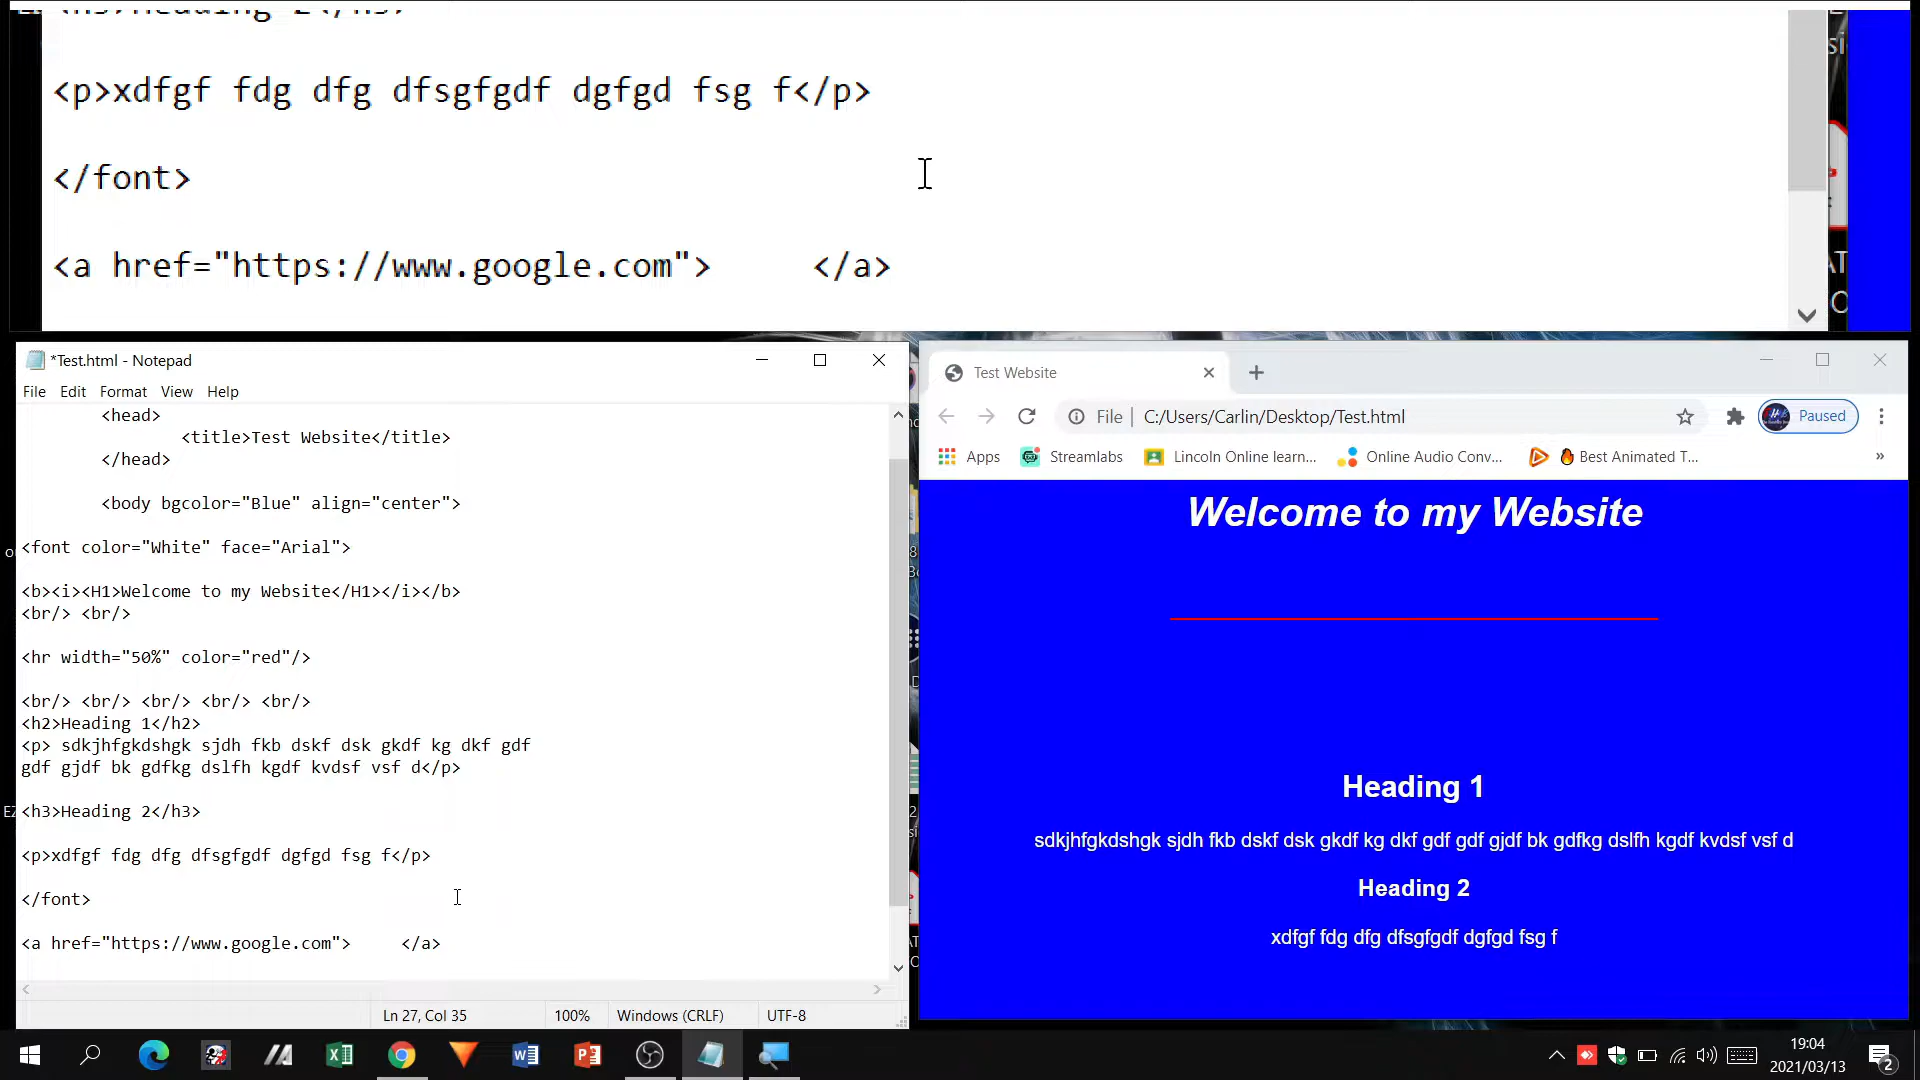 <p>xdfgf fdg dfg dfsgfgdf dgfgd fsg f</p>
</font>
<a href="https://www.google.com">     </a>
*Test.html - Notepad
File Edit Format View Help
<head>
<title>Test Website</title>
</head>
<body bgcolor="Blue" align="center">
<font color="White" face="Arial">
<b><i><H1>Welcome to my Website</H1></i></b>
<br/> <br/>
<hr width="50%" color="red"/>
<br/> <br/> <br/> <br/> <br/>
<h2>Heading 1</h2>
<p> sdkjhfgkdshgk sjdh fkb dskf dsk gkdf kg dkf gdf
gdf gjdf bk gdfkg dslfh kgdf kvdsf vsf d</p>
<h3>Heading 2</h3>
<p>xdfgf fdg dfg dfsgfgdf dgfgd fsg f</p>
</font>
<a href="https://www.google.com">     </a>
Ln 27, Col 35 100% Windows (CRLF) UTF-8
Test Website
File C:/Users/Carlin/Desktop/Test.html Paused
Apps Streamlabs Lincoln Online learn... Online Audio Conv... Best Animated T... »
Welcome to my Website
Heading 1
sdkjhfgkdshgk sjdh fkb dskf dsk gkdf kg dkf gdf gdf gjdf bk gdfkg dslfh kgdf kvdsf vsf d
Heading 2
xdfgf fdg dfg dfsgfgdf dgfgd fsg f
19:04
2021/03/13
2